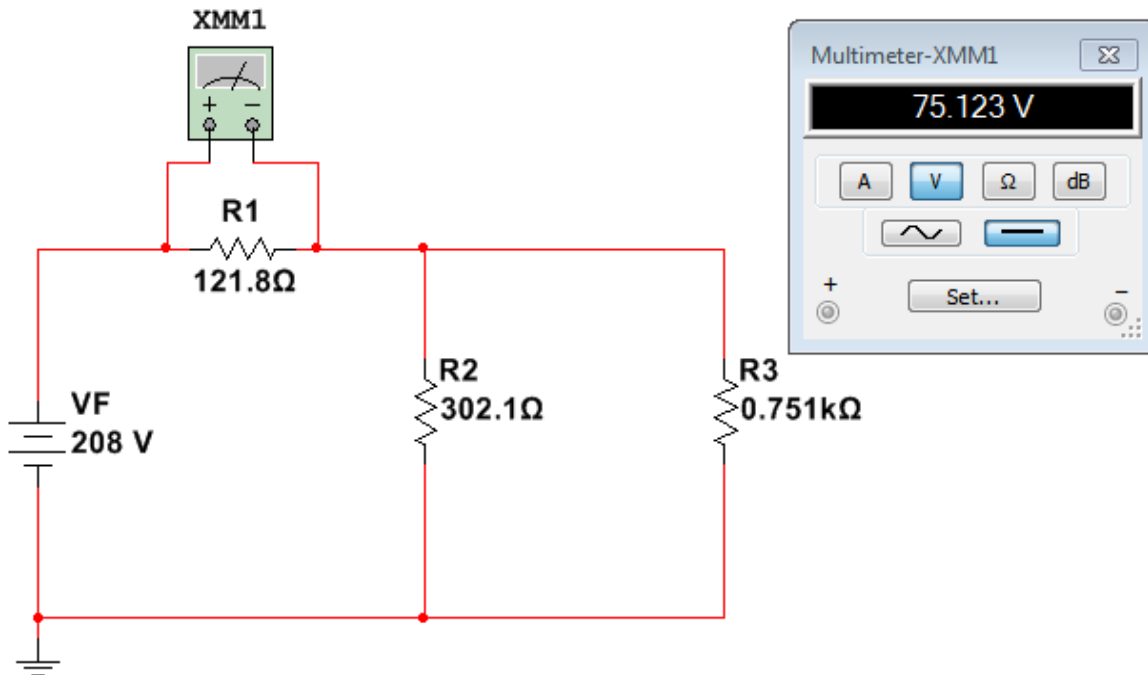 XMM1
+ −
R1
121.8Ω
VF
208 V
R2
302.1Ω
R3
0.751kΩ
Multimeter-XMM1
75.123 V
A V Ω dB
+ Set... −